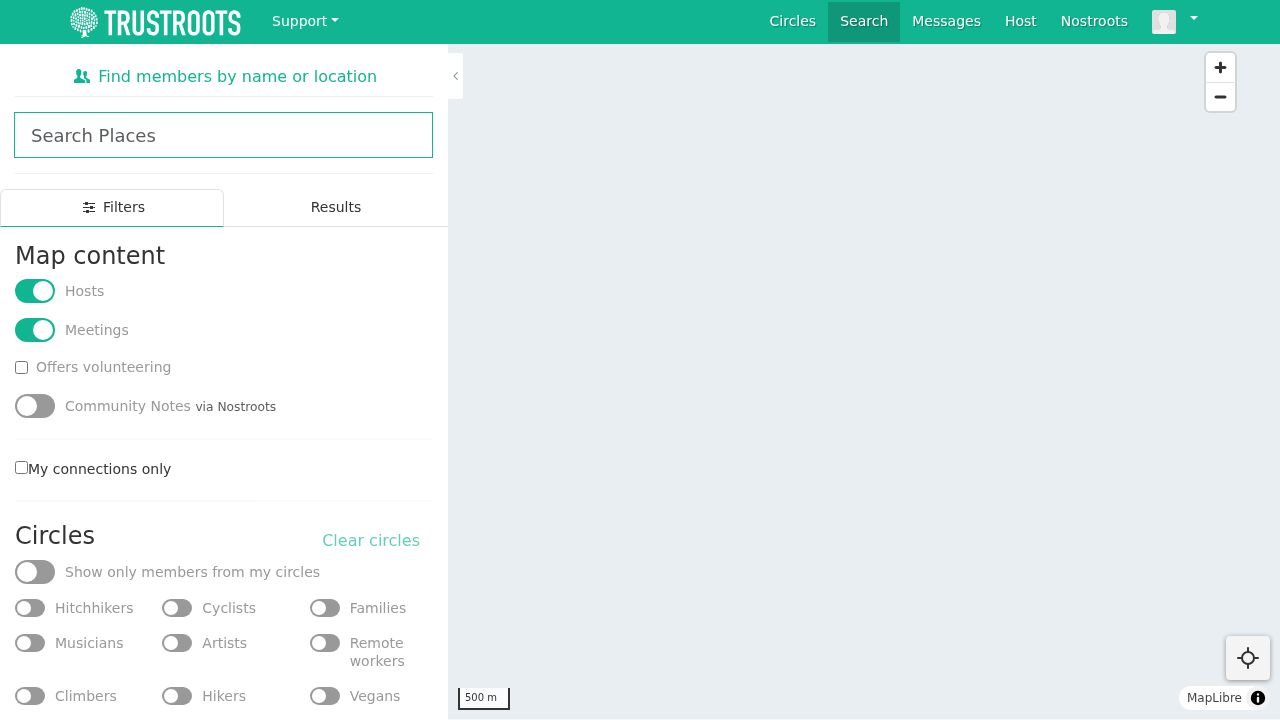 TRUSTROOTS
Support
Circles
Search
Messages
Host
Nostroots
Find members by name or location
Search Places
Filters
Results
Map content
Hosts
Meetings
Offers volunteering
Community Notes via Nostroots
My connections only
Circles
Clear circles
Show only members from my circles
Hitchhikers
Cyclists
Families
Musicians
Artists
Remote
workers
Climbers
Hikers
Vegans
500 m
MapLibre